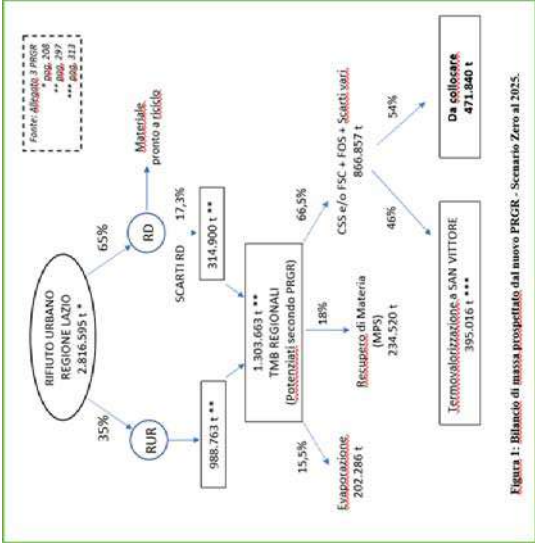 Fonte: Allegato 3 PRGR
* pag. 208
** pag. 297
*** pag. 313
RIFIUTO URBANO
REGIONE LAZIO
2.816.595 t *
35%
65%
RUR
RD
Materiale
pronto a riciclo
SCARTI RD
17,3%
988.763 t **
314.900 t **
1.303.663 t **
TMB REGIONALI
(Potenziati secondo PRGR)
15,5%
18%
66,5%
Evaporazione
202.286 t
Recupero di Materia
(MPS)
234.520 t
CSS e/o FSC + FOS + Scarti vari
866.857 t
46%
54%
Termovalorizzazione a SAN VITTORE
395.016 t ***
Da collocare
471.840 t
Figura 1: Bilancio di massa prospettato dal nuovo PRGR - Scenario Zero al 2025.